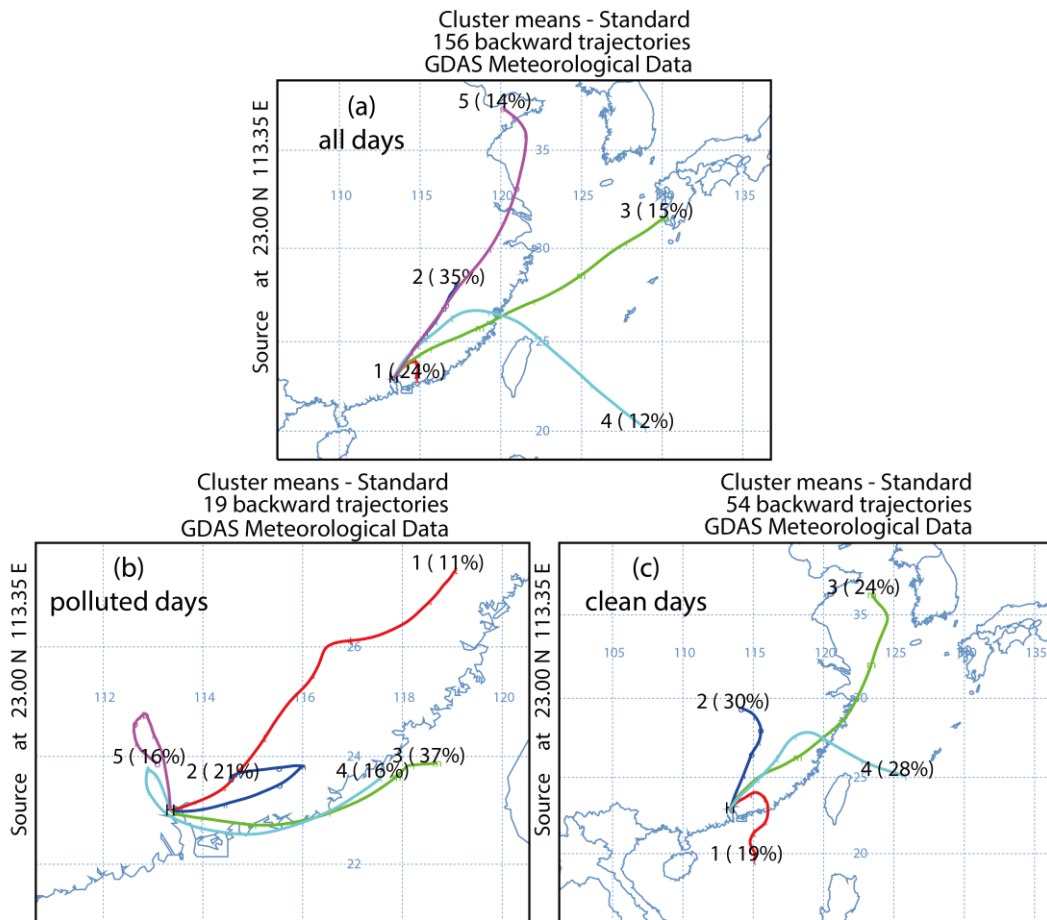 Cluster means - Standard
156 backward trajectories
GDAS Meteorological Data
Source at 23.00 N 113.35 E
(a)
all days
5 ( 14%)
35
110
115
120
125
130
135
3 ( 15%)
30
2 ( 35%)
25
1 ( 24%)
4 ( 12%)
20
Cluster means - Standard
19 backward trajectories
GDAS Meteorological Data
Source at 23.00 N 113.35 E
(b)
polluted days
1 ( 11%)
26
112
114
116
118
120
24
5 ( 16%)
2 ( 21%)
4 ( 16%)
3 ( 37%)
22
Cluster means - Standard
54 backward trajectories
GDAS Meteorological Data
Source at 23.00 N 113.35 E
(c)
clean days
3 ( 24%)
35
105
110
115
120
125
130
135
2 ( 30%)
30
25
4 ( 28%)
1 ( 19%)
20